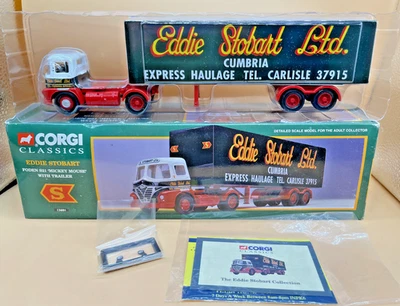 Eddie Stobart Ltd.
CUMBRIA
EXPRESS HAULAGE TEL. CARLISLE 37915
CORGI
CLASSICS
DETAILED SCALE MODEL FOR THE ADULT COLLECTOR
EDDIE STOBART
FODEN S21 'MICKEY MOUSE'
WITH TRAILER
S
Eddie Stobart Ltd.
CUMBRIA
EXPRESS HAULAGE TEL. CARLISLE 37915
CORGI
The Eddie Stobart Collection